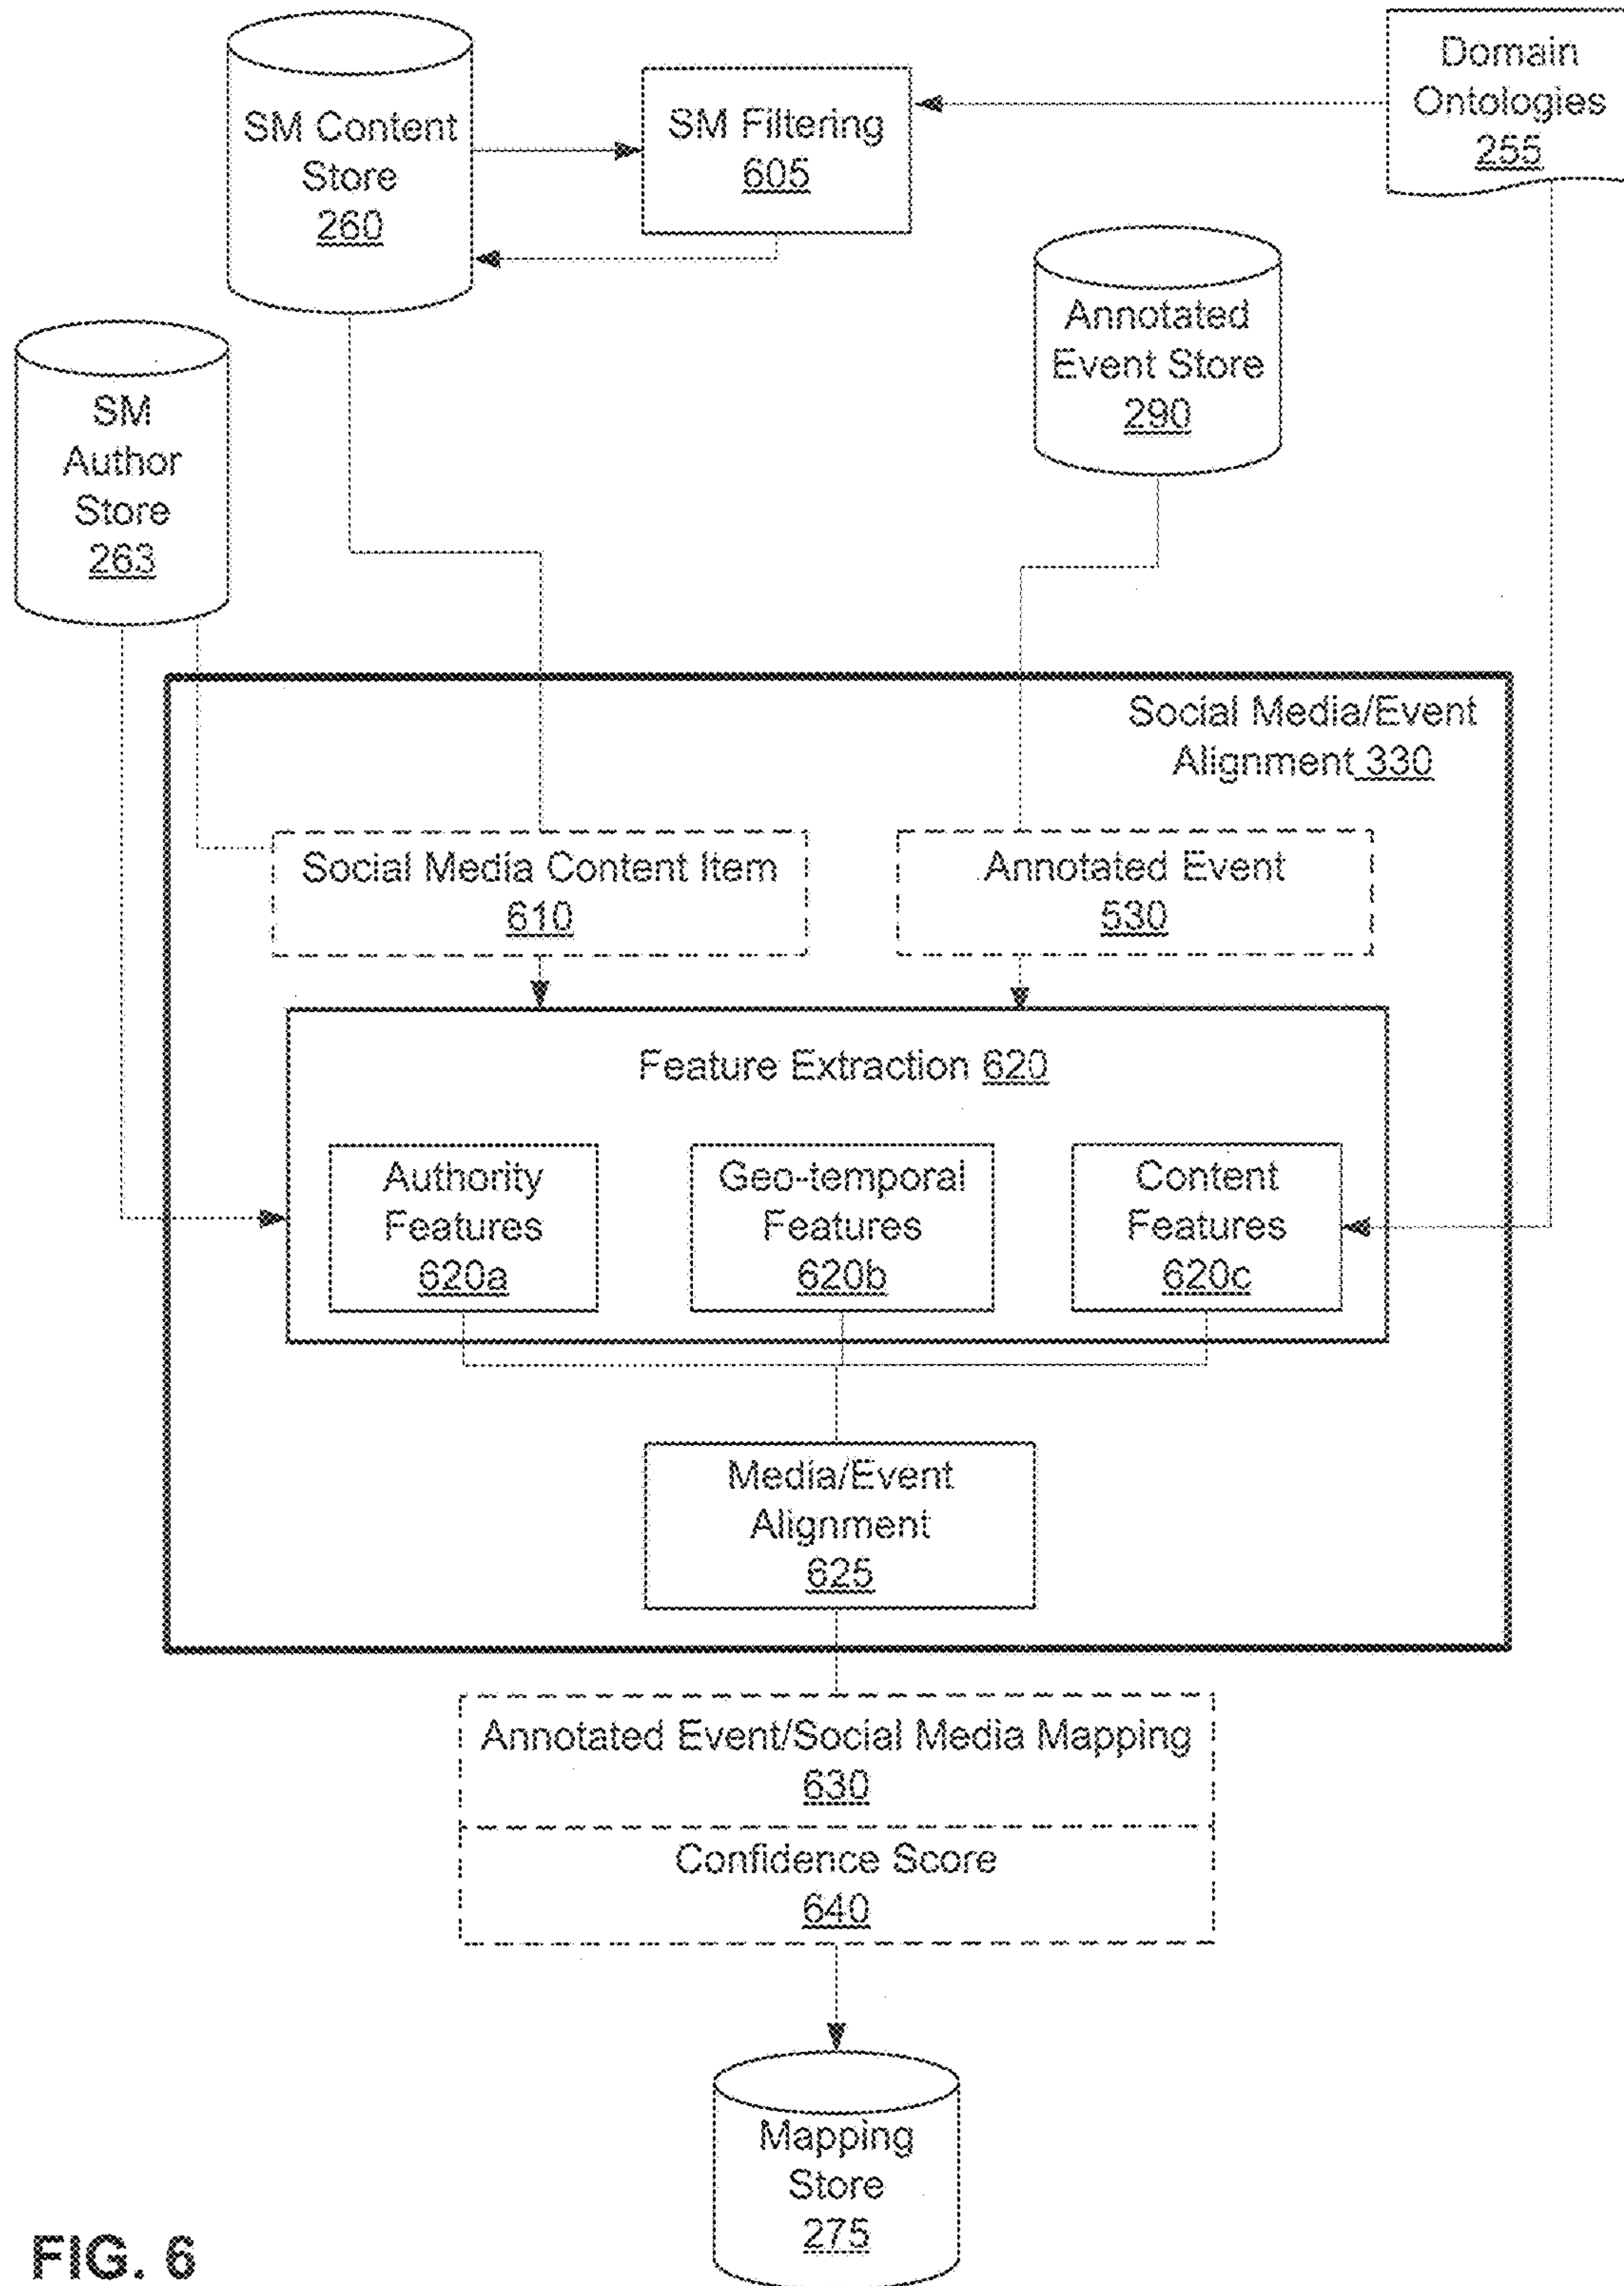 SM Content
Store
260
SM Filtering
605
Domain
Ontologies
255
Annotated
Event Store
290
SM
Author
Store
263
Social Media/Event
Alignment 330
Social Media Content Item
610
Annotated Event
530
Feature Extraction 620
Authority
Features
620a
Geo-temporal
Features
620b
Content
Features
620c
Media/Event
Alignment
625
Annotated Event/Social Media Mapping
630
Confidence Score
640
Mapping
Store
275
FIG. 6